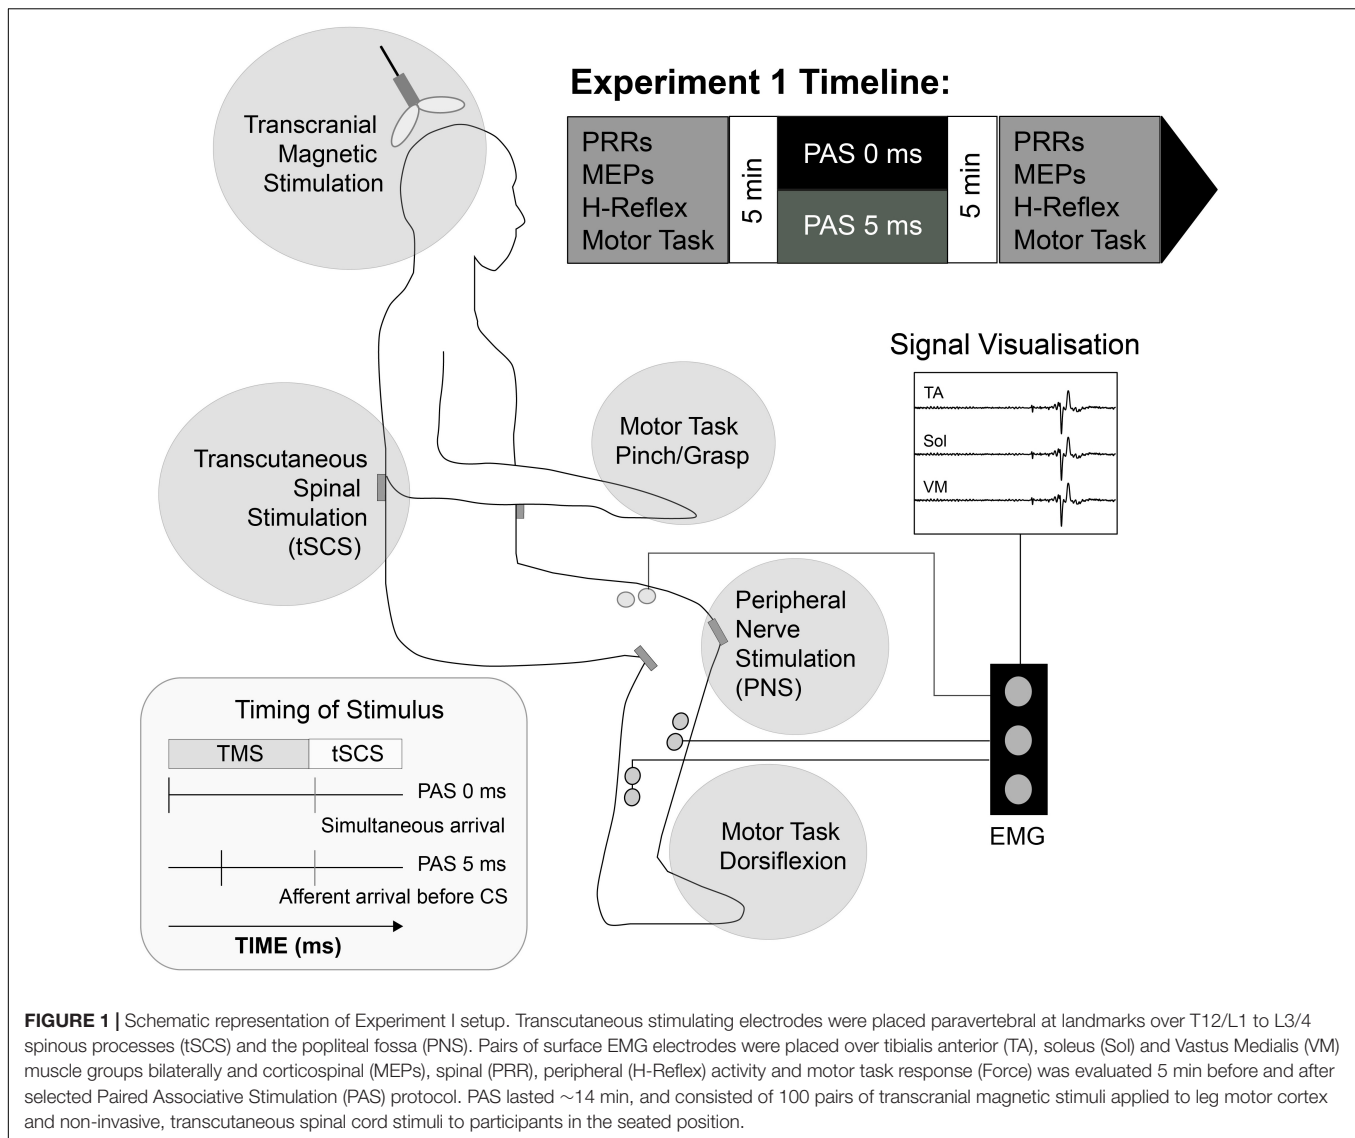 Experiment 1 Timeline:
PRRs
MEPs
H-Reflex
Motor Task
5 min
PAS 0 ms
PAS 5 ms
5 min
PRRs
MEPs
H-Reflex
Motor Task
Transcranial
Magnetic
Stimulation
Signal Visualisation
TA
Sol
VM
Motor Task
Pinch/Grasp
Transcutaneous
Spinal
Stimulation
(tSCS)
Peripheral
Nerve
Stimulation
(PNS)
Timing of Stimulus
TMS
tSCS
PAS 0 ms
Simultaneous arrival
PAS 5 ms
Afferent arrival before CS
TIME (ms)
Motor Task
Dorsiflexion
EMG
FIGURE 1 | Schematic representation of Experiment I setup. Transcutaneous stimulating electrodes were placed paravertebral at landmarks over T12/L1 to L3/4
spinous processes (tSCS) and the popliteal fossa (PNS). Pairs of surface EMG electrodes were placed over tibialis anterior (TA), soleus (Sol) and Vastus Medialis (VM)
muscle groups bilaterally and corticospinal (MEPs), spinal (PRR), peripheral (H-Reflex) activity and motor task response (Force) was evaluated 5 min before and after
selected Paired Associative Stimulation (PAS) protocol. PAS lasted ∼14 min, and consisted of 100 pairs of transcranial magnetic stimuli applied to leg motor cortex
and non-invasive, transcutaneous spinal cord stimuli to participants in the seated position.